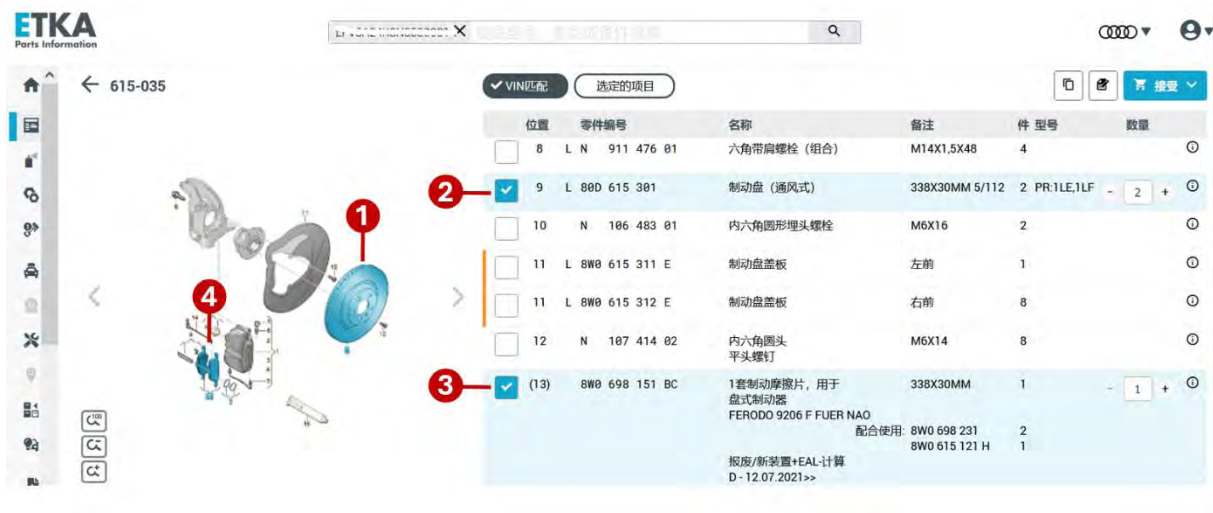 ETKA
Parts Information
615-035
VIN匹配 选定的项目 接受
位置 零件编号 名称 备注 件 型号 数量
8 L N 911 476 01 六角带肩螺栓（组合） M14X1,5X48 4
2 9 L 80D 615 301 制动盘（通风式） 338X30MM 5/112 2 PR:1LE,1LF - 2 +
10 N 106 483 01 内六角圆形埋头螺栓 M6X16 2
1
11 L 8W0 615 311 E 制动盘盖板 左前 1
4
11 L 8W0 615 312 E 制动盘盖板 右前 8
12 N 107 414 02 内六角圆头 M6X14 8
平头螺钉
3 (13) 8W0 698 151 BC 1套制动摩擦片，用于 338X30MM 1 - 1 +
盘式制动器
FERODO 9206 F FUER NAO
配合使用: 8W0 698 231 2
8W0 615 121 H 1
报废/新装置+EAL-计算
D - 12.07.2021>>